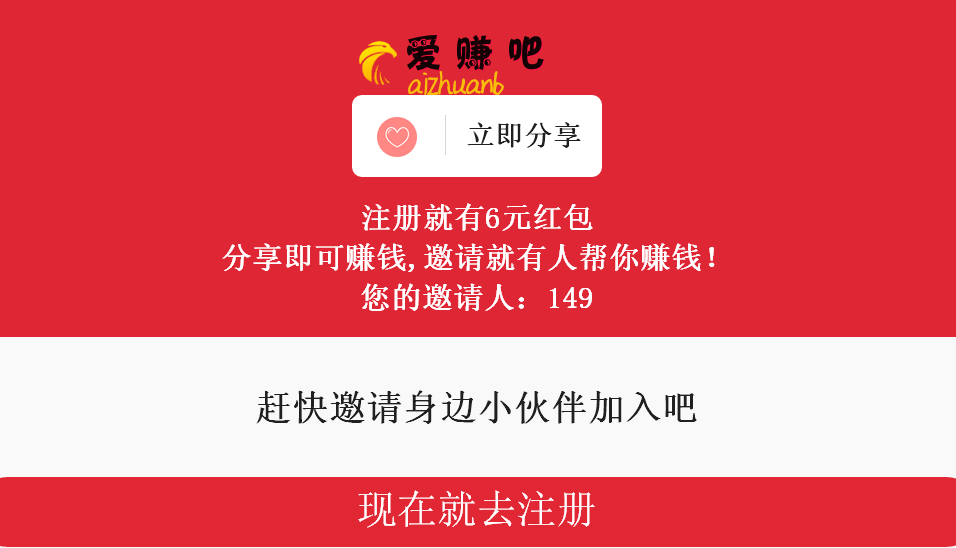 爱赚吧
aizhuan6
立即分享
注册就有6元红包
分享即可赚钱,邀请就有人帮你赚钱!
您的邀请人：149
赶快邀请身边小伙伴加入吧
现在就去注册